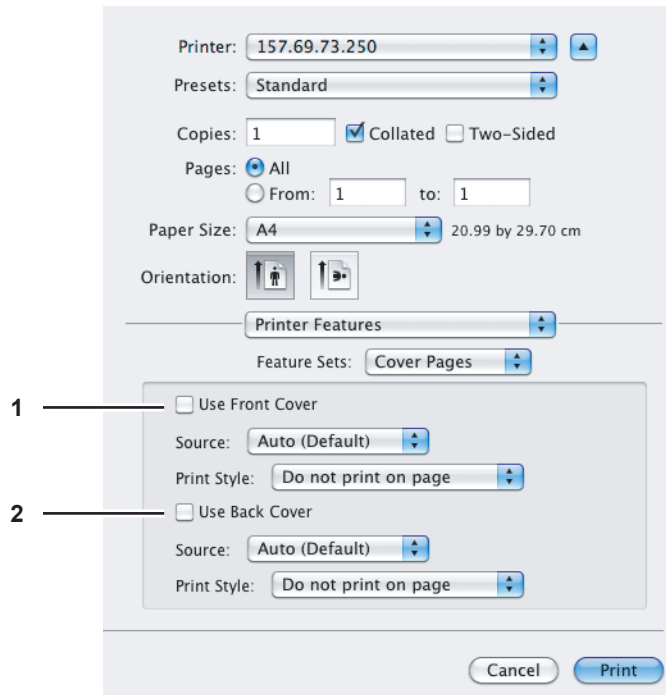 Printer: 157.69.73.250
Presets: Standard
Copies: 1 Collated Two-Sided
Pages: All
From: 1 to: 1
Paper Size: A4 20.99 by 29.70 cm
Orientation:
Printer Features
Feature Sets: Cover Pages
1 Use Front Cover
Source: Auto (Default)
Print Style: Do not print on page
2 Use Back Cover
Source: Auto (Default)
Print Style: Do not print on page
Cancel Print